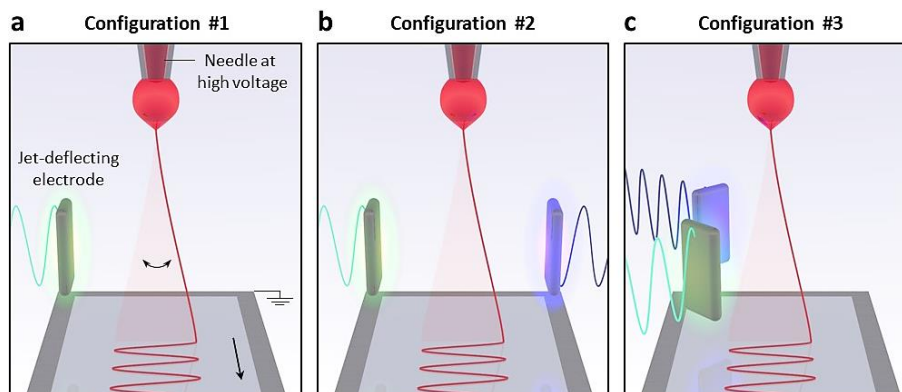 a Configuration #1
b Configuration #2
c Configuration #3
Needle at
high voltage
Jet-deflecting
electrode